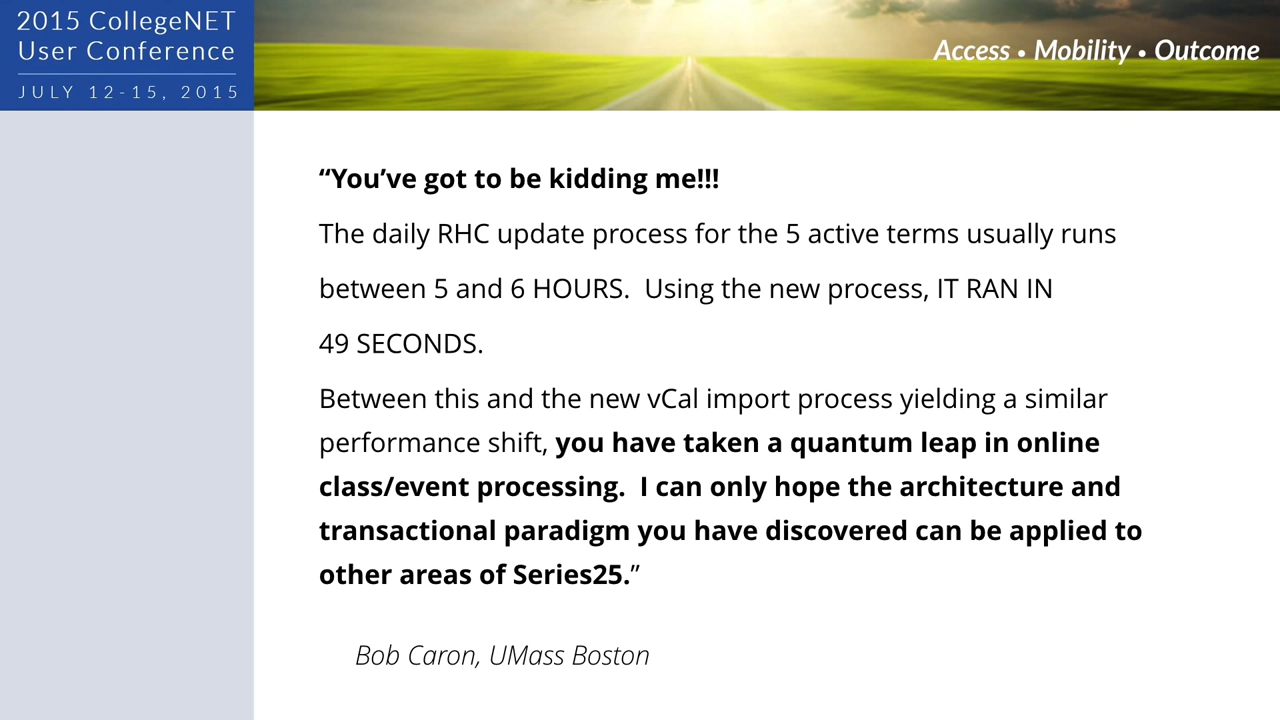 2015 CollegeNET
User Conference
JULY 12-15, 2015
Access • Mobility • Outcome
“You’ve got to be kidding me!!!
The daily RHC update process for the 5 active terms usually runs
between 5 and 6 HOURS.  Using the new process, IT RAN IN
49 SECONDS.
Between this and the new vCal import process yielding a similar
performance shift, you have taken a quantum leap in online
class/event processing.  I can only hope the architecture and
transactional paradigm you have discovered can be applied to
other areas of Series25.”
Bob Caron, UMass Boston